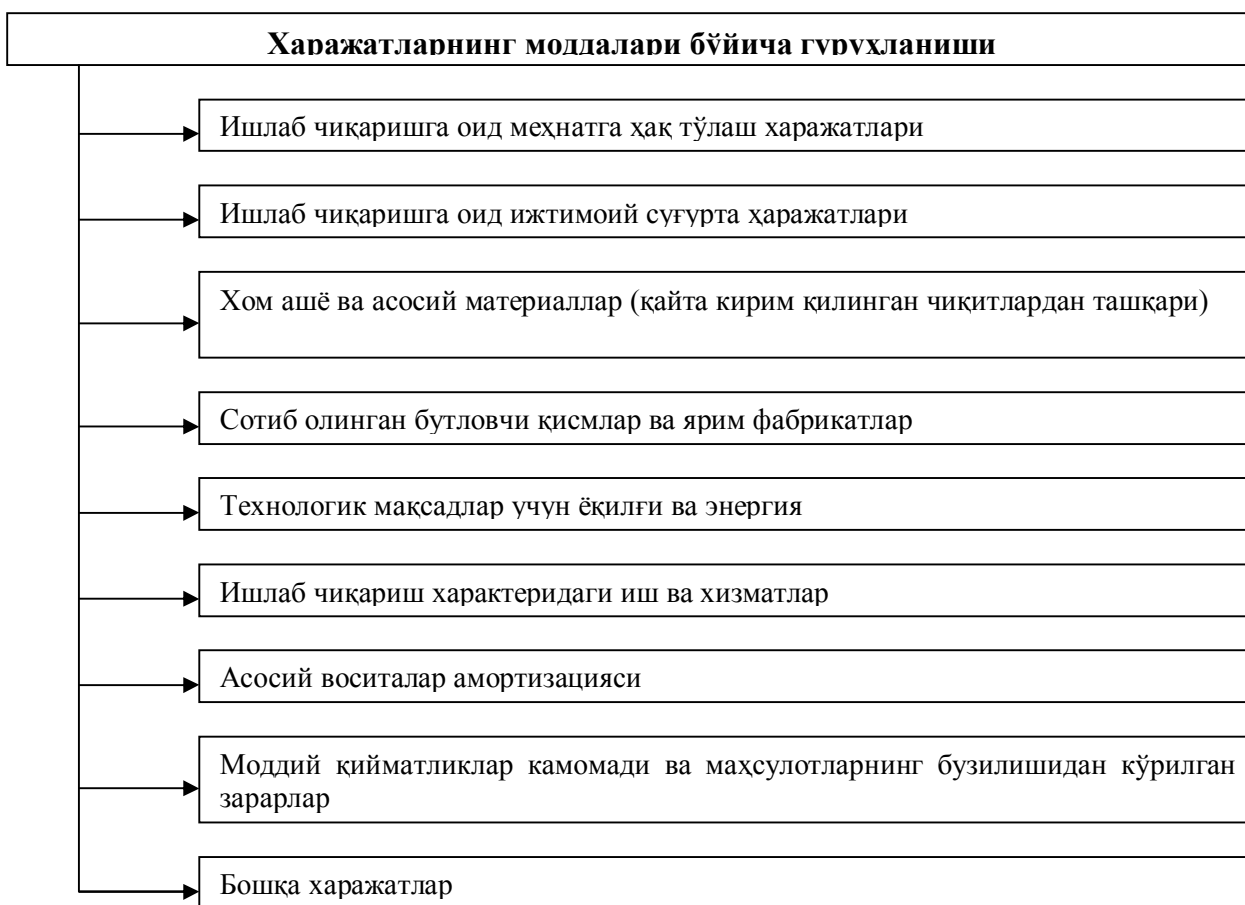 Харажатларнинг моддалари бўйича гуруҳланиши
Ишлаб чиқаришга оид меҳнатга ҳақ тўлаш харажатлари
Ишлаб чиқаришга оид ижтимоий суғурта ҳаражатлари
Хом ашё ва асосий материаллар (қайта кирим қилинган чиқитлардан ташқари)
Сотиб олинган бутловчи қисмлар ва ярим фабрикатлар
Технологик мақсадлар учун ёқилғи ва энергия
Ишлаб чиқариш характеридаги иш ва хизматлар
Асосий воситалар амортизацияси
Моддий қийматликлар камомади ва маҳсулотларнинг бузилишидан кўрилган
зарарлар
Бошқа харажатлар